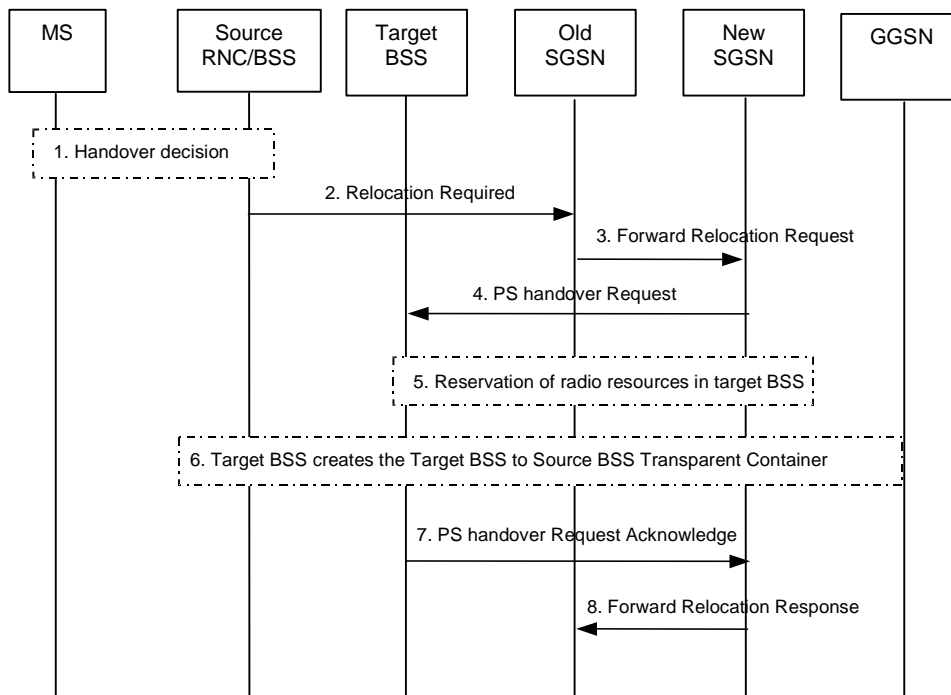 MS
Source
RNC/BSS
Target
BSS
Old
SGSN
New
SGSN
GGSN
1. Handover decision
2. Relocation Required
3. Forward Relocation Request
4. PS handover Request
5. Reservation of radio resources in target BSS
6. Target BSS creates the Target BSS to Source BSS Transparent Container
7. PS handover Request Acknowledge
8. Forward Relocation Response